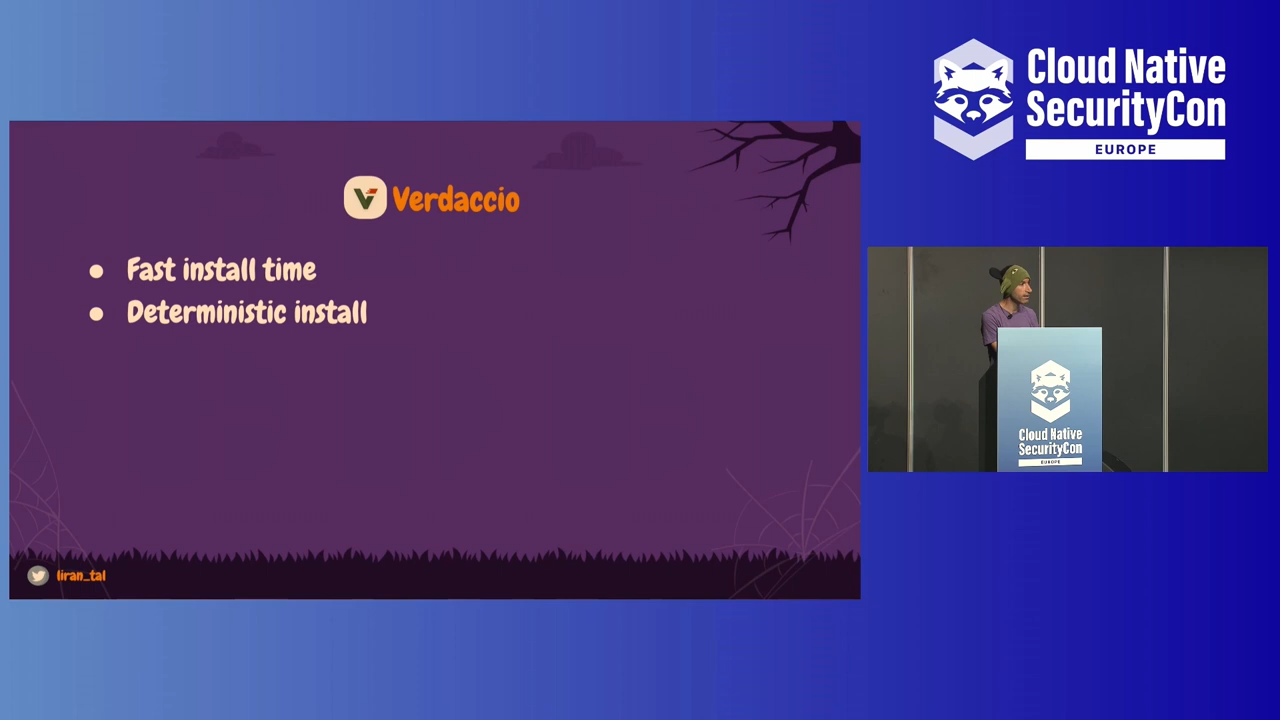 Cloud Native
SecurityCon
EUROPE
Verdaccio
Fast install time
Deterministic install
liran_tal
Cloud Native
SecurityCon
EUROPE